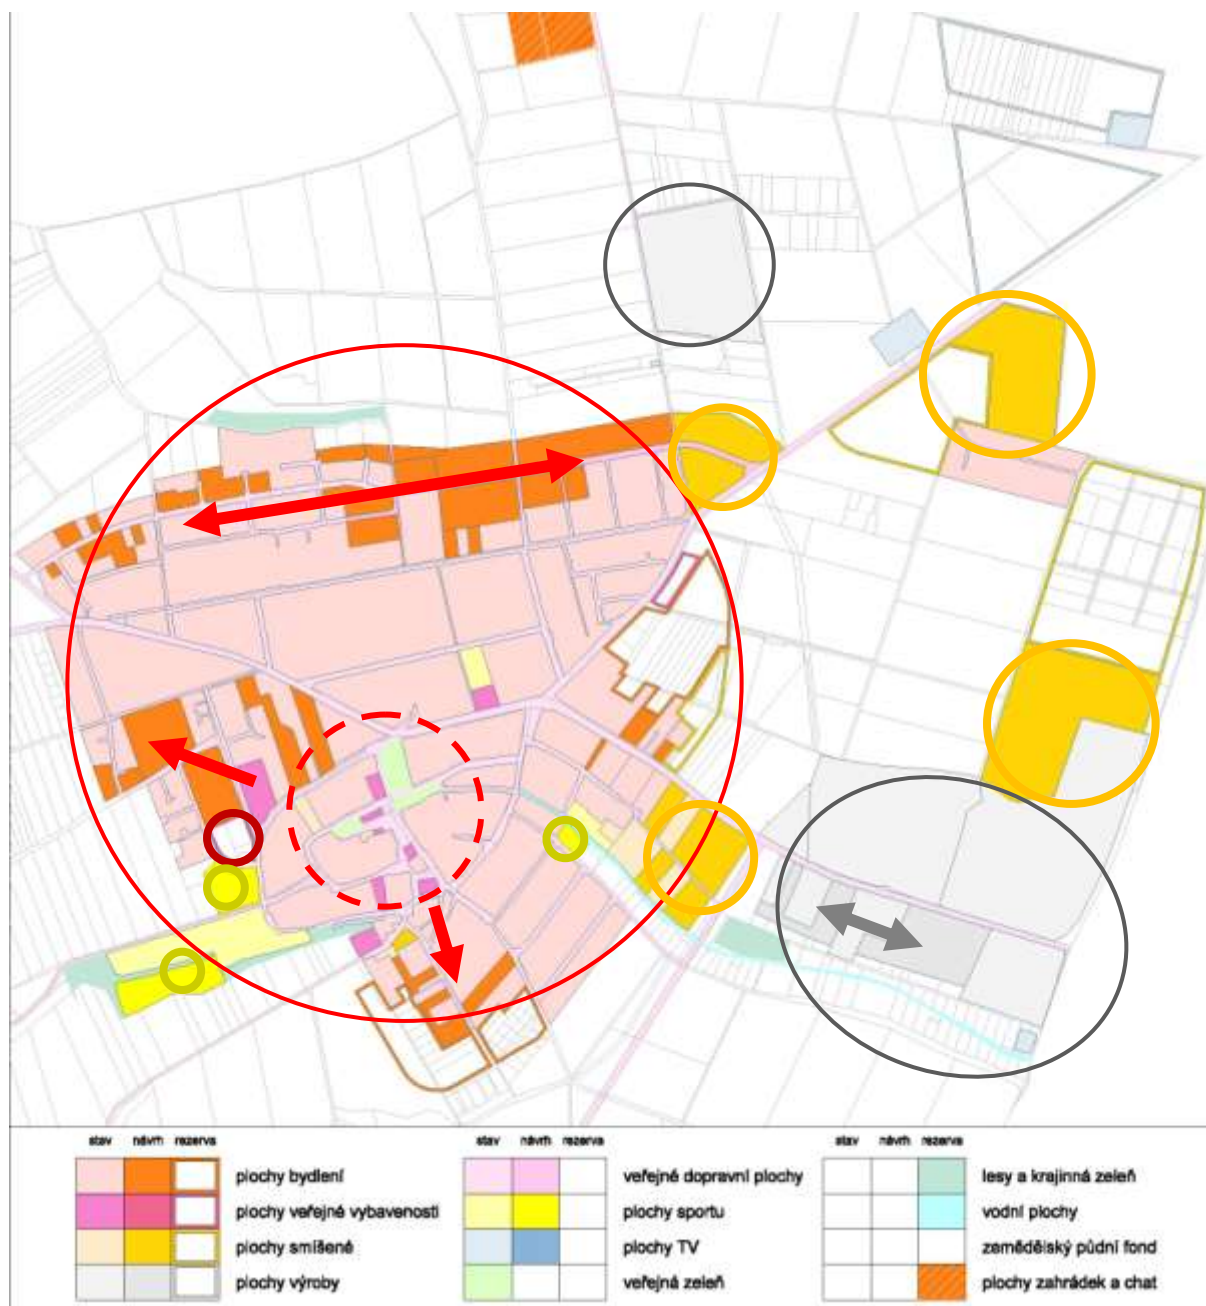 stav návrh rezerva
plochy bydlení
plochy veřejné vybavenosti
plochy smíšené
plochy výroby
stav návrh rezerva
veřejné dopravní plochy
plochy sportu
plochy TV
veřejná zeleň
stav návrh rezerva
lesy a krajinná zeleň
vodní plochy
zemědělský půdní fond
plochy zahrádek a chat